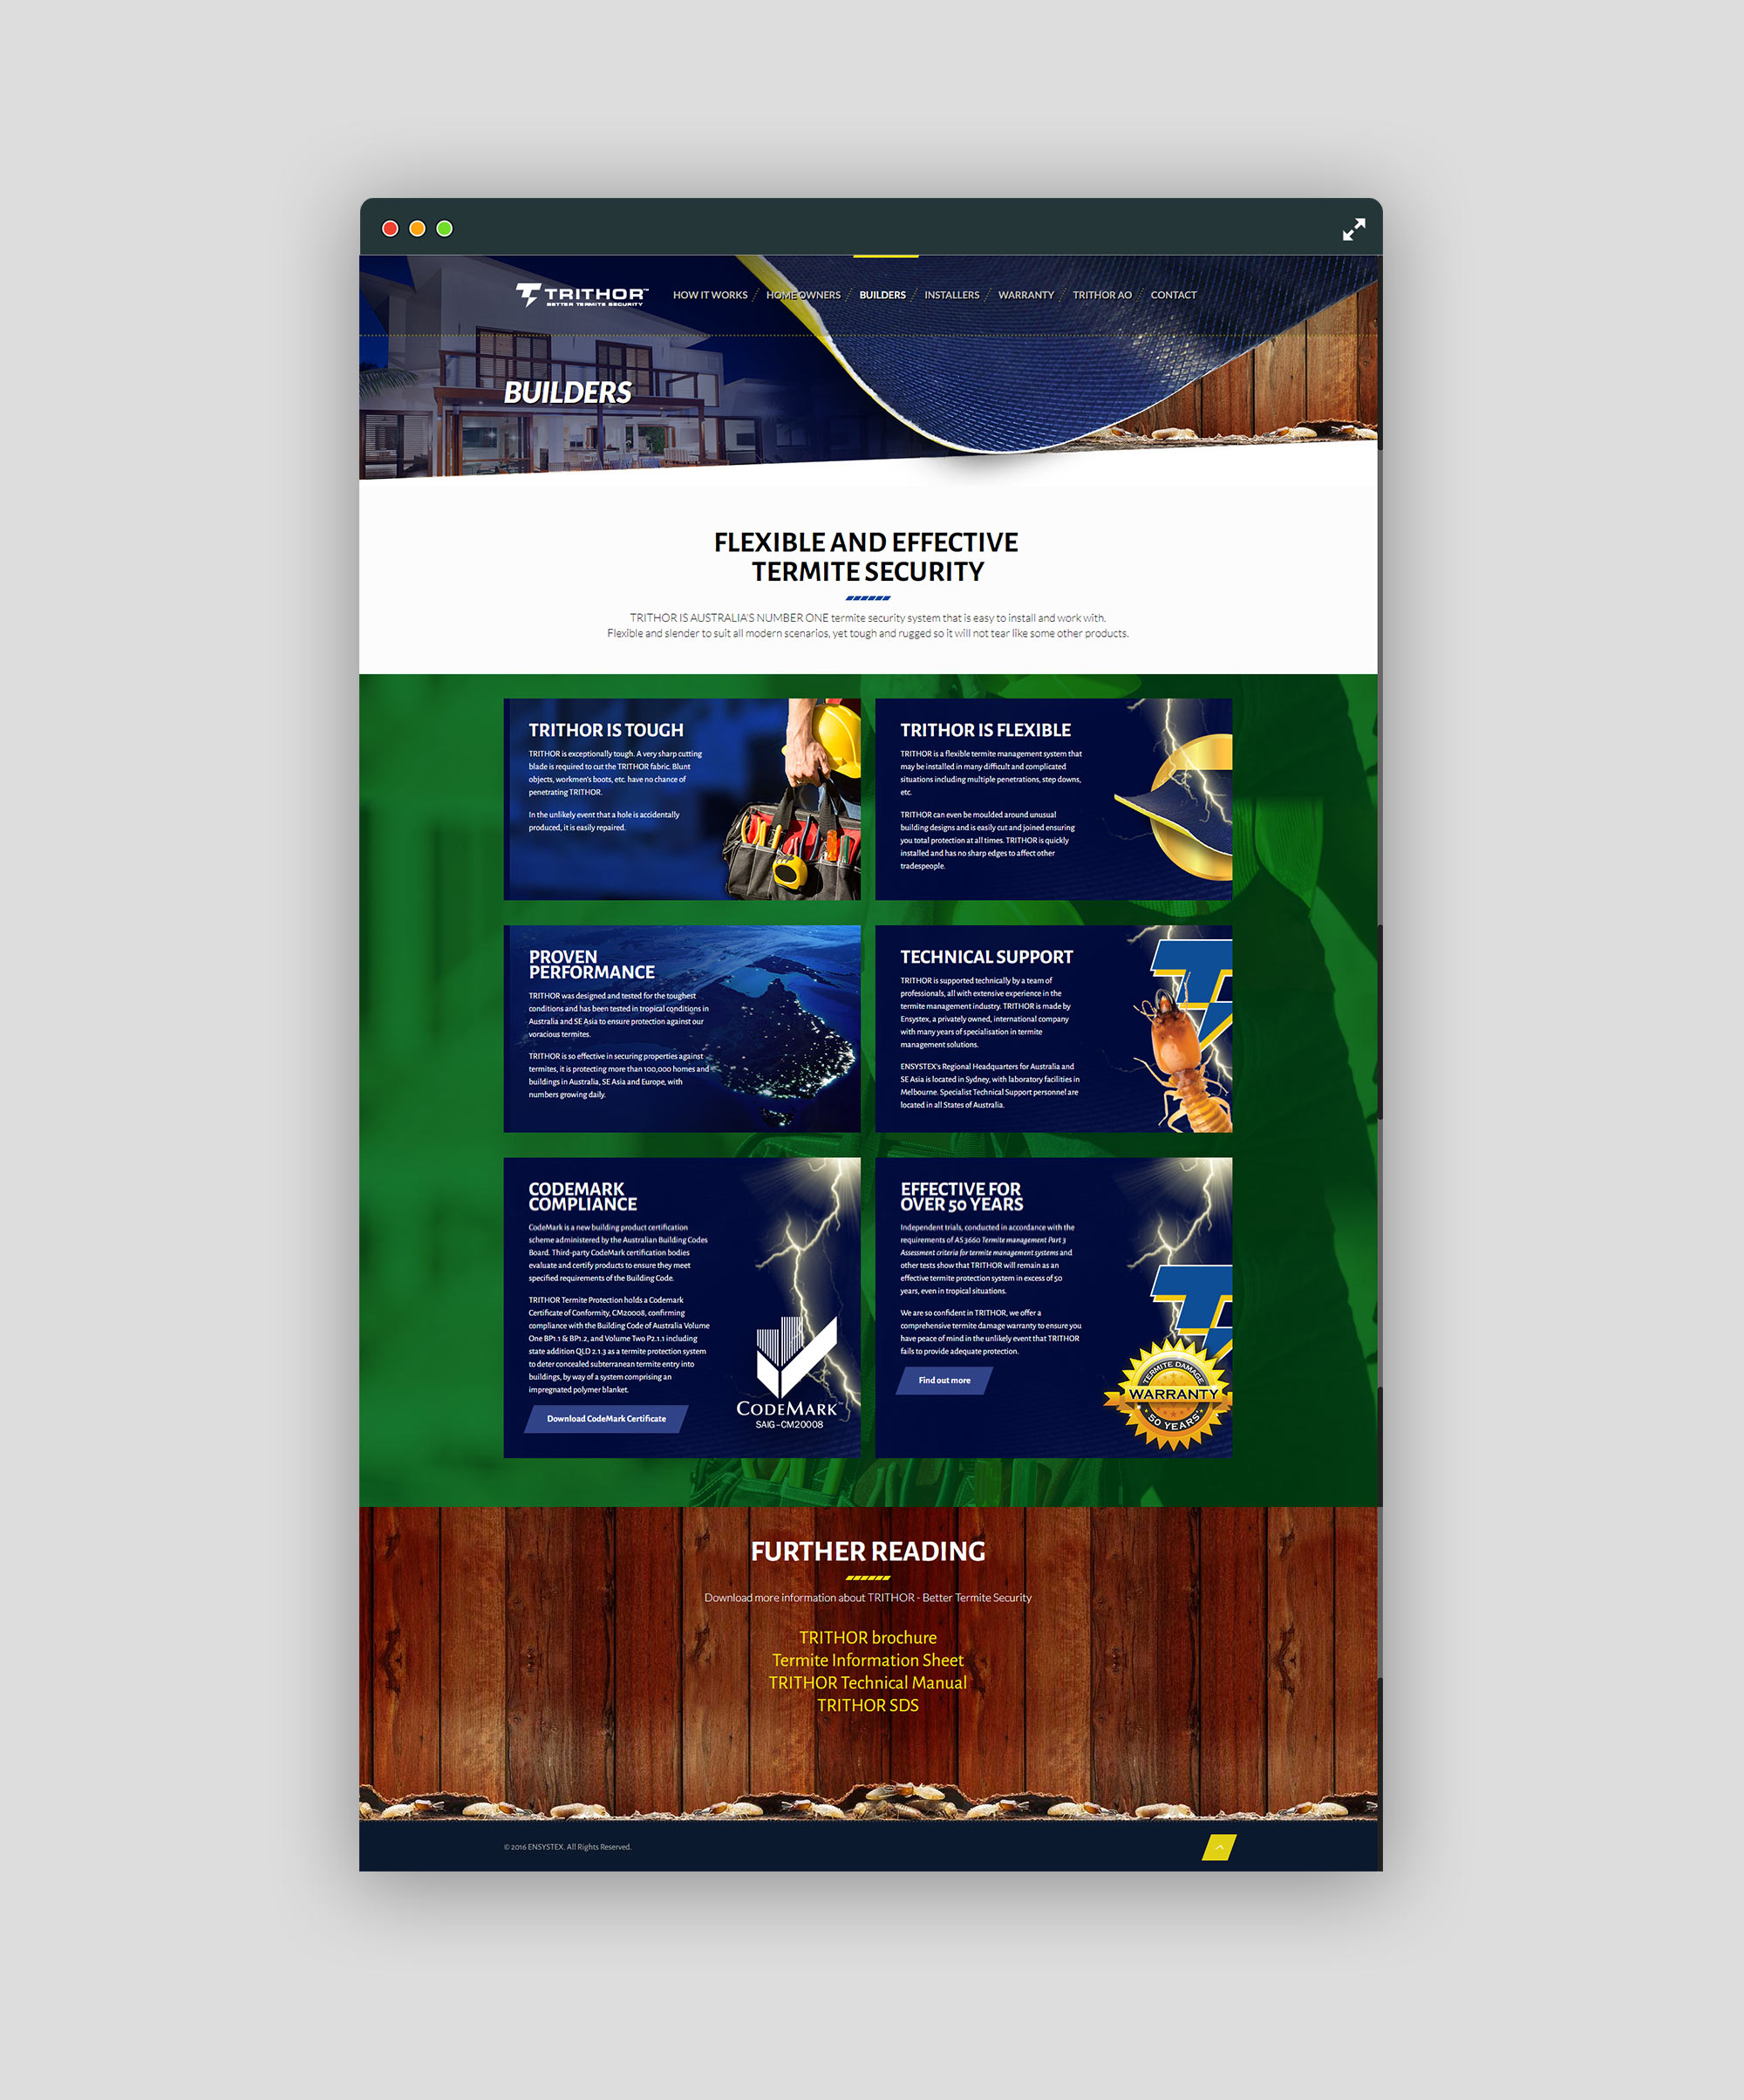 TRITHOR™
BETTER TERMITE SECURITY
HOW IT WORKS
HOME OWNERS
BUILDERS
INSTALLERS
WARRANTY
TRITHOR AO
CONTACT
BUILDERS
FLEXIBLE AND EFFECTIVE
TERMITE SECURITY
TRITHOR IS AUSTRALIA'S NUMBER ONE termite security system that is easy to install and work with.
Flexible and slender to suit all modern scenarios, yet tough and rugged so it will not tear like some other products.
TRITHOR IS TOUGH
TRITHOR is exceptionally tough. A very sharp cutting
blade is required to cut the TRITHOR fabric. Blunt
objects, workmen's boots, etc. have no chance of
penetrating TRITHOR.
In the unlikely event that a hole is accidentally
produced, it is easily repaired.
TRITHOR IS FLEXIBLE
TRITHOR is a flexible termite management system that
may be installed in many difficult and complicated
situations including multiple penetrations, step downs,
etc.
TRITHOR can even be moulded around unusual
building designs and is easily cut and joined ensuring
you total protection at all times. TRITHOR is quickly
installed and has no sharp edges to affect other
tradespeople.
PROVEN
PERFORMANCE
TRITHOR was designed and tested for the toughest
conditions and has been tested in tropical conditions in
Australia and SE Asia to ensure protection against our
voracious termites.
TRITHOR is so effective in securing properties against
termites, it is protecting more than 100,000 homes and
buildings in Australia, SE Asia and Europe, with
numbers growing daily.
TECHNICAL SUPPORT
TRITHOR is supported technically by a team of
professionals, all with extensive experience in the
termite management industry. TRITHOR is made by
Ensystex, a privately owned, international company
with many years of specialisation in termite
management solutions.
ENSYSTEX's Regional Headquarters for Australia and
SE Asia is located in Sydney, with laboratory facilities in
Melbourne. Specialist Technical Support personnel are
located in all States of Australia.
CODEMARK
COMPLIANCE
CodeMark is a new building product certification
scheme administered by the Australian Building Codes
Board. Third-party CodeMark certification bodies
evaluate and certify products to ensure they meet
specified requirements of the Building Code.
TRITHOR Termite Protection holds a Codemark
Certificate of Conformity, CM20008, confirming
compliance with the Building Code of Australia Volume
One BP1.1 & BP1.2, and Volume Two P2.1.1 including
state addition QLD 2.1.3 as a termite protection system
to deter concealed subterranean termite entry into
buildings, by way of a system comprising an
impregnated polymer blanket.
Download CodeMark Certificate
CODEMARK™
SAIG-CM20008
EFFECTIVE FOR
OVER 50 YEARS
Independent trials, conducted in accordance with the
requirements of AS 3660 Termite management Part 3
Assessment criteria for termite management systems and
other tests show that TRITHOR will remain as an
effective termite protection system in excess of 50
years, even in tropical situations.
We are so confident in TRITHOR, we offer a
comprehensive termite damage warranty to ensure you
have peace of mind in the unlikely event that TRITHOR
fails to provide adequate protection.
Find out more
TERMITE DAMAGE
WARRANTY
50 YEARS
FURTHER READING
Download more information about TRITHOR - Better Termite Security
TRITHOR brochure
Termite Information Sheet
TRITHOR Technical Manual
TRITHOR SDS
© 2016 ENSYSTEX. All Rights Reserved.